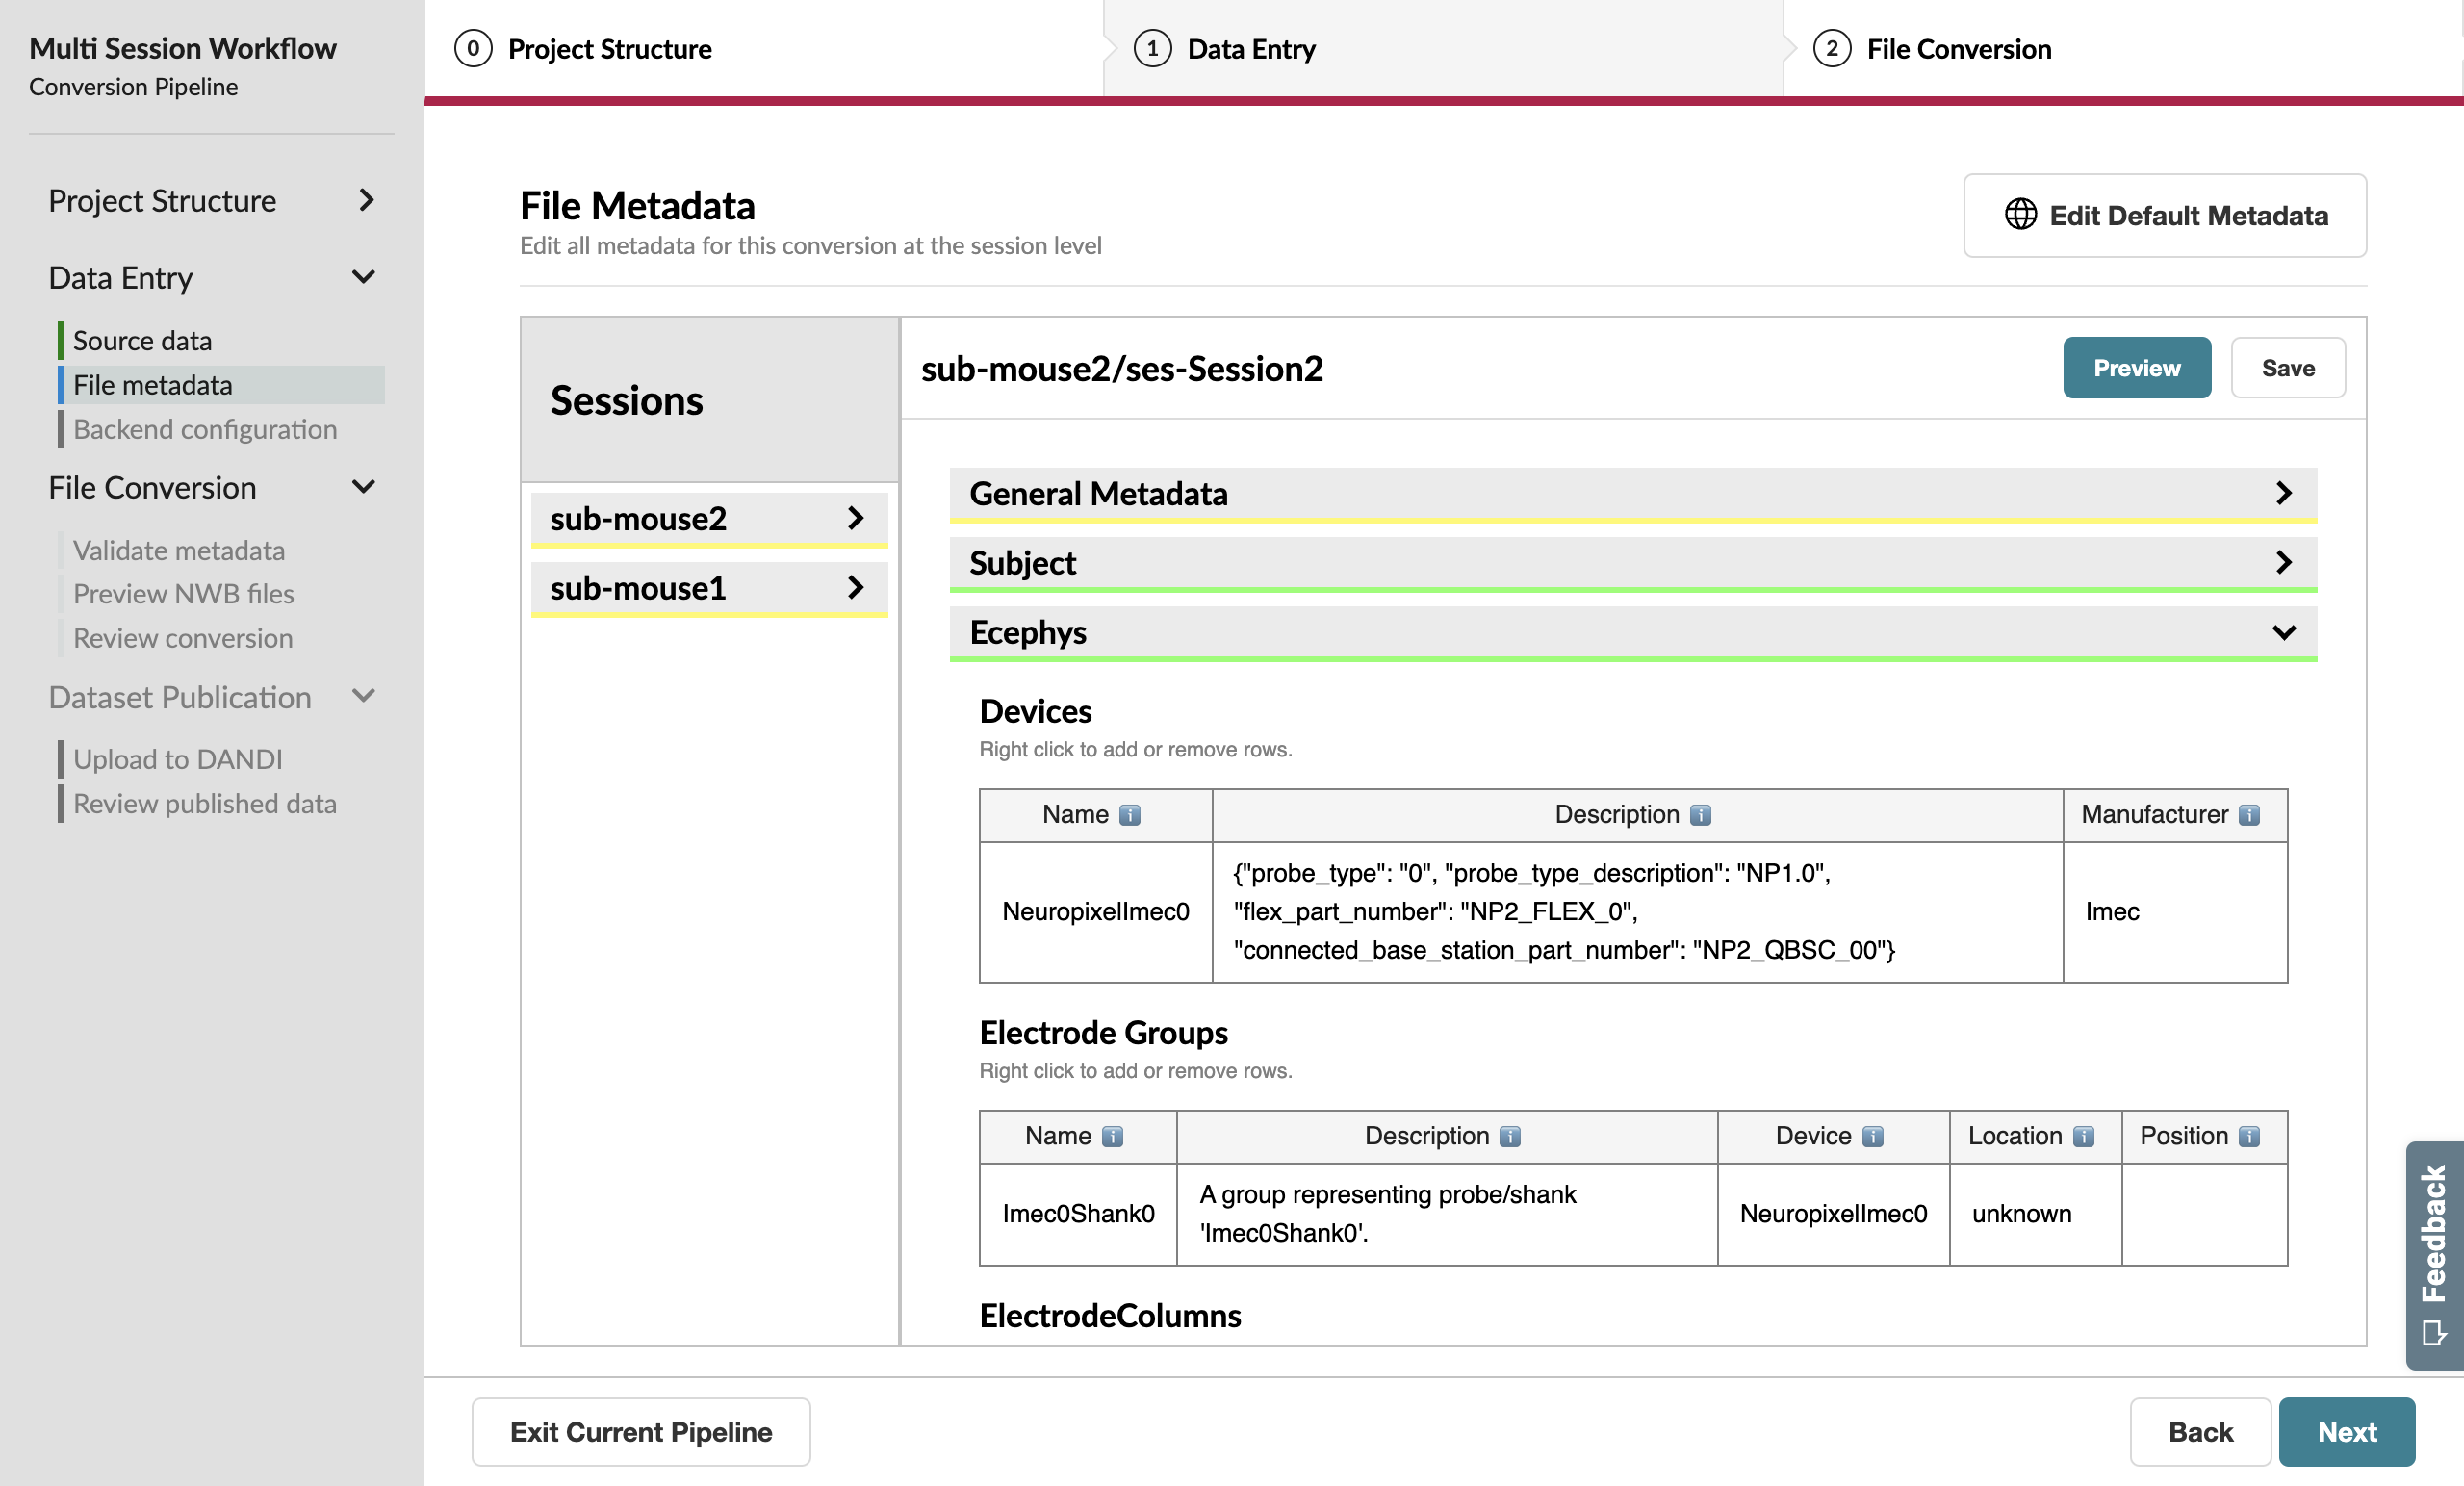 Multi Session Workflow
Conversion Pipeline
Project Structure
Data Entry
Source data
File metadata
Backend configuration
File Conversion
Validate metadata
Preview NWB files
Review conversion
Dataset Publication
Upload to DANDI
Review published data
0 Project Structure
1 Data Entry
2 File Conversion
File Metadata
Edit all metadata for this conversion at the session level
Edit Default Metadata
Sessions
sub-mouse2
sub-mouse1
sub-mouse2/ses-Session2
Preview
Save
General Metadata
Subject
Ecephys
Devices
Right click to add or remove rows.
Name i Description i Manufacturer i
NeuropixelImec0
{"probe_type": "0", "probe_type_description": "NP1.0",
"flex_part_number": "NP2_FLEX_0",
"connected_base_station_part_number": "NP2_QBSC_00"}
Imec
Electrode Groups
Right click to add or remove rows.
Name i Description i Device i Location i Position i
Imec0Shank0
A group representing probe/shank
'Imec0Shank0'.
NeuropixelImec0
unknown
ElectrodeColumns
Feedback
Exit Current Pipeline
Back
Next